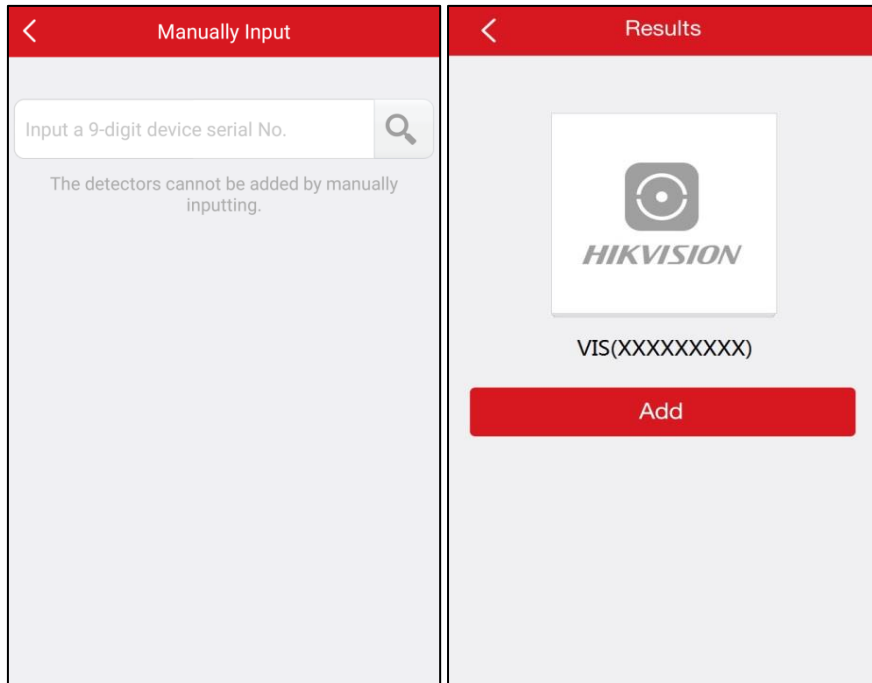 Manually Input
Input a 9-digit device serial No.
The detectors cannot be added by manually
inputting.
Results
HIKVISION
VIS(XXXXXXXXX)
Add